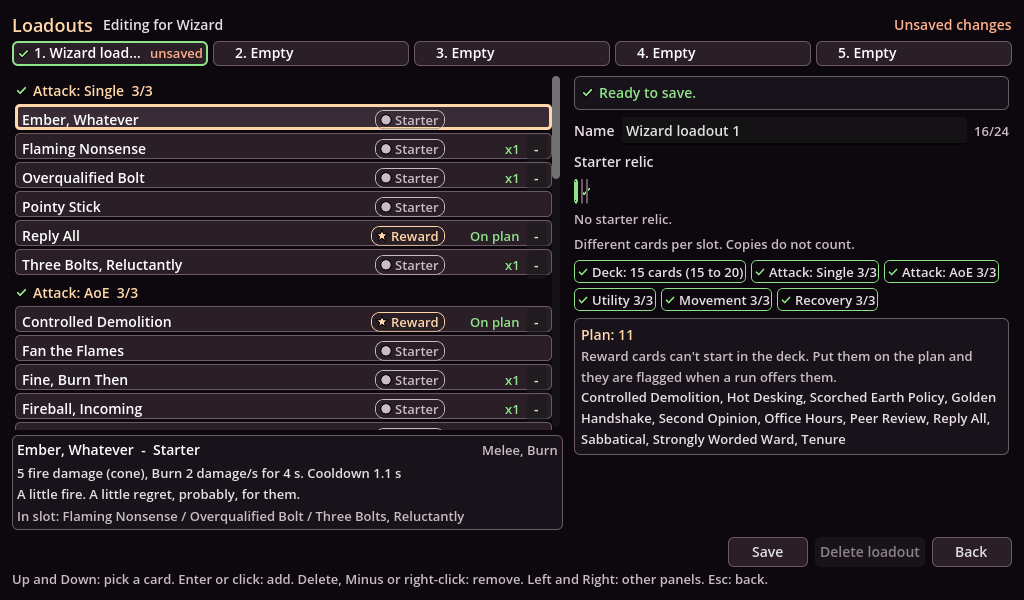 Loadouts Editing for Wizard Unsaved changes
1. Wizard load... unsaved 2. Empty 3. Empty 4. Empty 5. Empty
Attack: Single 3/3
Ember, Whatever Starter
Flaming Nonsense Starter x1 -
Overqualified Bolt Starter x1 -
Pointy Stick Starter
Reply All Reward On plan -
Three Bolts, Reluctantly Starter x1 -
Attack: AoE 3/3
Controlled Demolition Reward On plan -
Fan the Flames Starter
Fine, Burn Then Starter x1 -
Fireball, Incoming Starter x1 -
Ember, Whatever - Starter Melee, Burn
5 fire damage (cone), Burn 2 damage/s for 4 s. Cooldown 1.1 s
A little fire. A little regret, probably, for them.
In slot: Flaming Nonsense / Overqualified Bolt / Three Bolts, Reluctantly
Ready to save.
Name Wizard loadout 1 16/24
Starter relic
No starter relic.
Different cards per slot. Copies do not count.
Deck: 15 cards (15 to 20) Attack: Single 3/3 Attack: AoE 3/3
Utility 3/3 Movement 3/3 Recovery 3/3
Plan: 11
Reward cards can't start in the deck. Put them on the plan and
they are flagged when a run offers them.
Controlled Demolition, Hot Desking, Scorched Earth Policy, Golden
Handshake, Second Opinion, Office Hours, Peer Review, Reply All,
Sabbatical, Strongly Worded Ward, Tenure
Save Delete loadout Back
Up and Down: pick a card. Enter or click: add. Delete, Minus or right-click: remove. Left and Right: other panels. Esc: back.